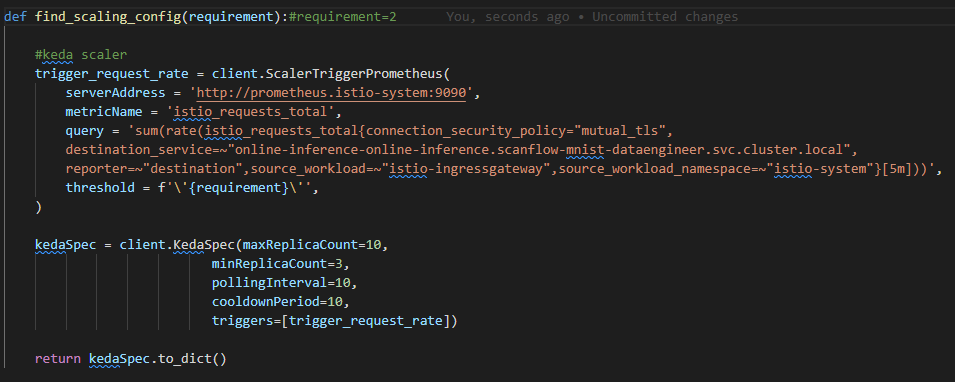 def find_scaling_config(requirement):#requirement=2 You, seconds ago • Uncommitted changes
#keda scaler
trigger_request_rate = client.ScalerTriggerPrometheus(
serverAddress = 'http://prometheus.istio-system:9090',
metricName = 'istio_requests_total',
query = 'sum(rate(istio_requests_total{connection_security_policy="mutual_tls",
destination_service=~"online-inference-online-inference.scanflow-mnist-dataengineer.svc.cluster.local",
reporter=~"destination",source_workload=~"istio-ingressgateway",source_workload_namespace=~"istio-system"}[5m]))',
threshold = f'\'{requirement}\'',
)
kedaSpec = client.KedaSpec(maxReplicaCount=10,
minReplicaCount=3,
pollingInterval=10,
cooldownPeriod=10,
triggers=[trigger_request_rate])
return kedaSpec.to_dict()